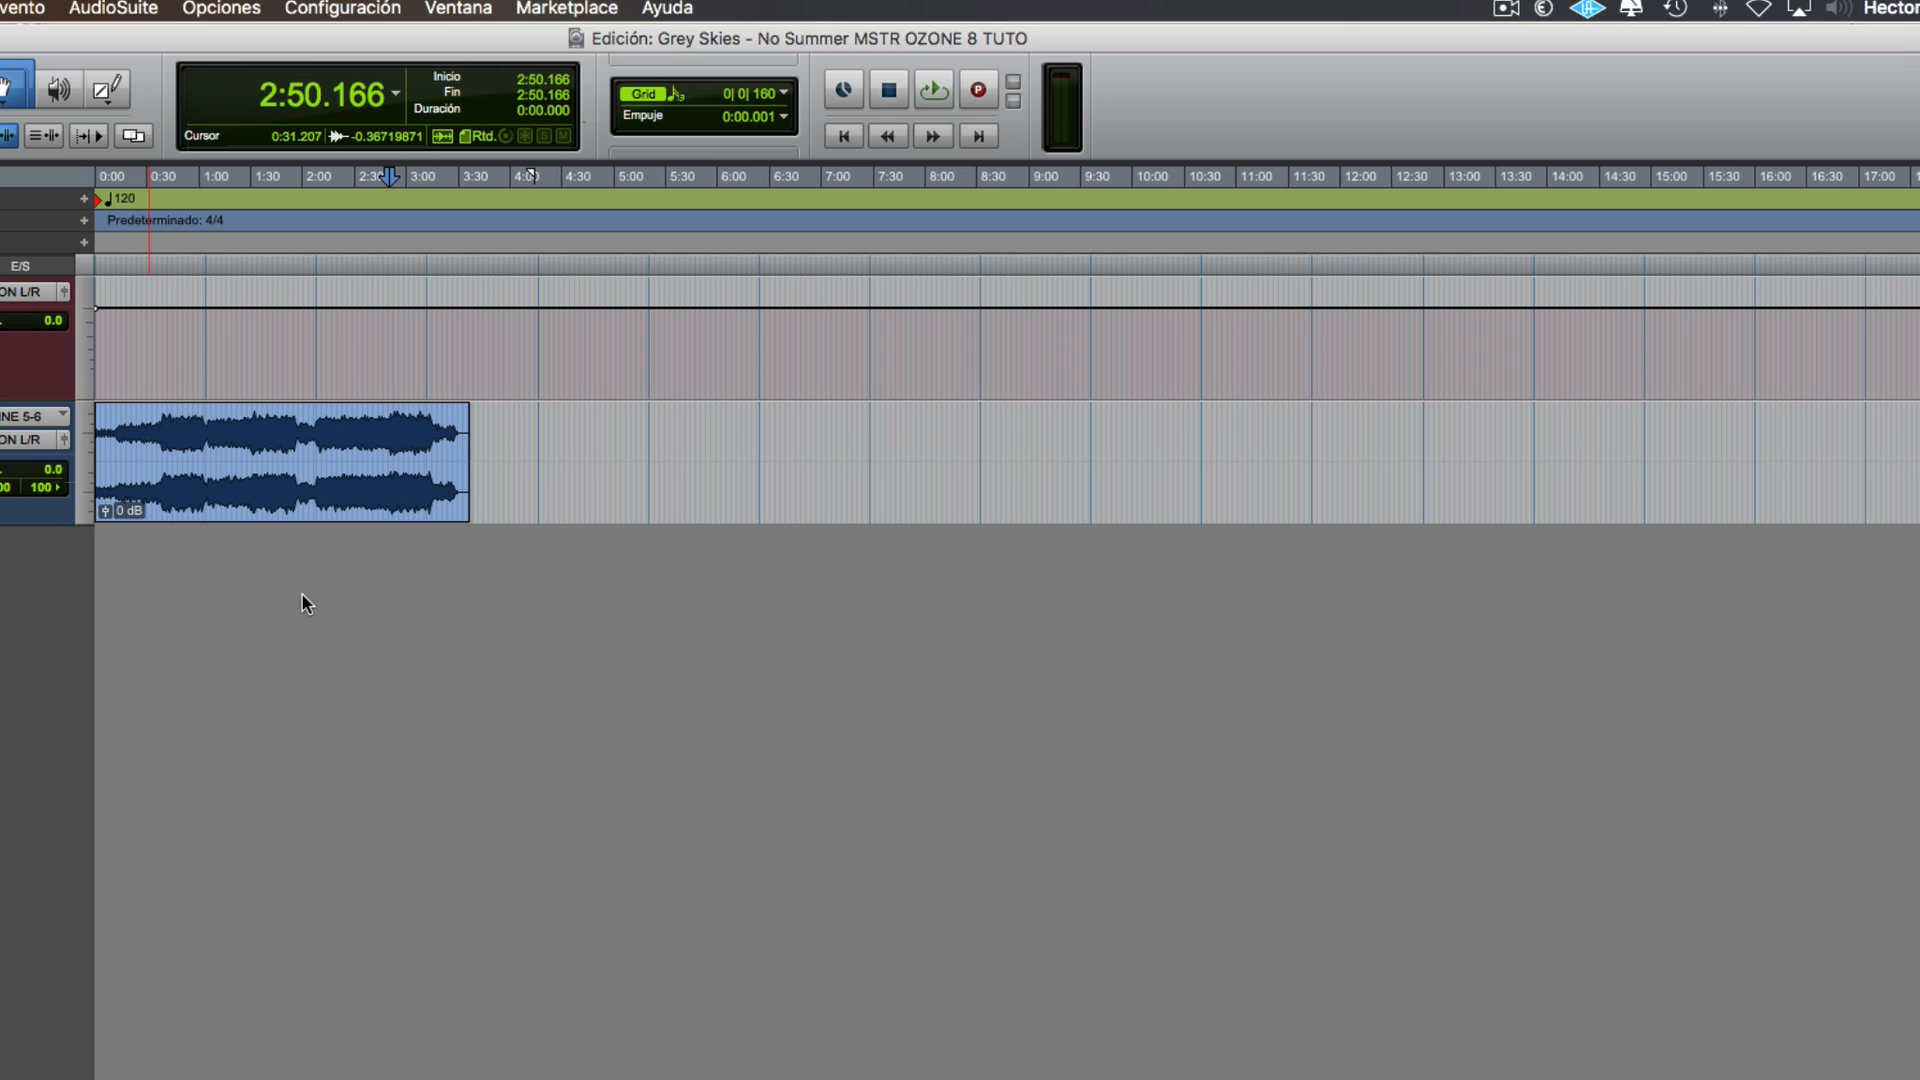 vento AudioSuite Opciones Configuración Ventana Marketplace Ayuda Hector
Edición: Grey Skies - No Summer MSTR OZONE 8 TUTO
2:50.166
Inicio 2:50.166
Fin 2:50.166
Duración 0:00.000
Cursor 0:31.207 -0.36719871 Rtd. S M
Grid 0| 0| 160
Empuje 0:00.001
P
0:00 0:30 1:00 1:30 2:00 2:30 3:00 3:30 4:00 4:30 5:00 5:30 6:00 6:30 7:00 7:30 8:00 8:30 9:00 9:30 10:00 10:30 11:00 11:30 12:00 12:30 13:00 13:30 14:00 14:30 15:00 15:30 16:00 16:30 17:00
120
Predeterminado: 4/4
E/S
ON L/R
0.0
INE 5-6
ON L/R
0.0
00 100
0 dB